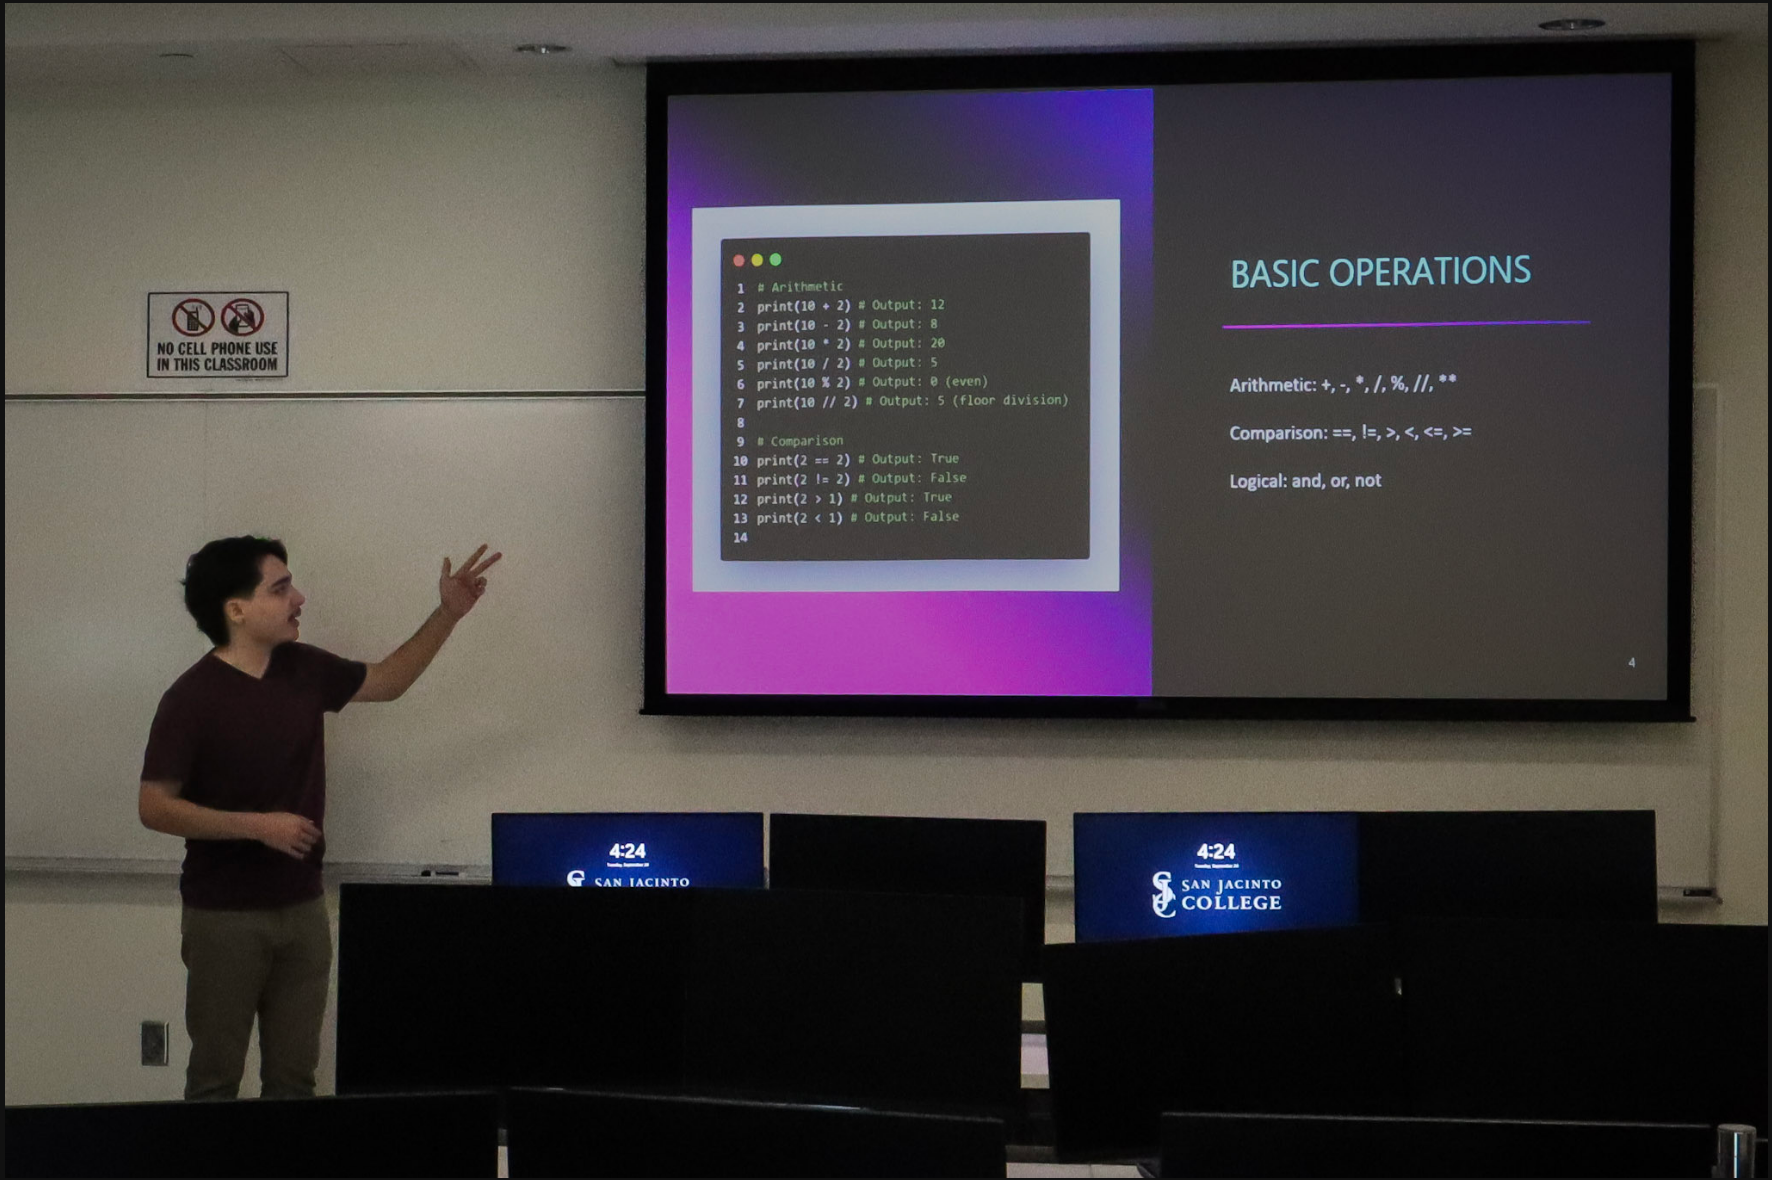 NO CELL PHONE USE
IN THIS CLASSROOM
1 # Arithmetic
2 print(10 + 2) # Output: 12
3 print(10 - 2) # Output: 8
4 print(10 * 2) # Output: 20
5 print(10 / 2) # Output: 5
6 print(10 % 2) # Output: 0 (even)
7 print(10 // 2) # Output: 5 (floor division)
8
9 # Comparison
10 print(2 == 2) # Output: True
11 print(2 != 2) # Output: False
12 print(2 > 1) # Output: True
13 print(2 < 1) # Output: False
14
BASIC OPERATIONS
Arithmetic: +, -, *, /, %, //, **
Comparison: ==, !=, >, <, <=, >=
Logical: and, or, not
4
4:24
SAN JACINTO
4:24
SAN JACINTO
COLLEGE